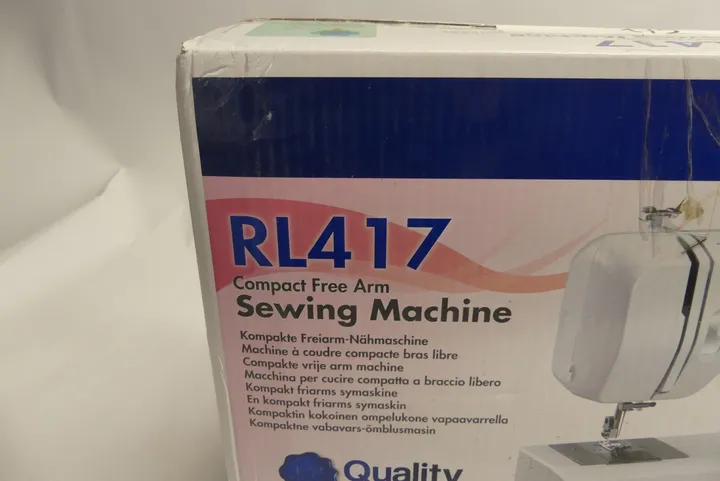 RL417
Compact Free Arm
Sewing Machine
Kompakte Freiarm-Nähmaschine
Machine à coudre compacte bras libre
Compakte vrije arm machine
Macchina per cucire compatta a braccio libero
Kompakt friarms symaskine
En kompakt friarms symaskin
Kompaktin kokoinen ompelukone vapaavarrella
Kompaktne vabavars-õmblusmasin
Quality